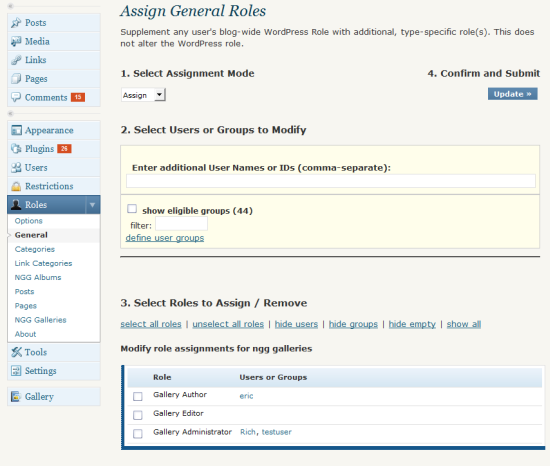 Posts
Media
Links
Pages
Comments 15
Appearance
Plugins 26
Users
Restrictions
Roles
Options
General
Categories
Link Categories
NGG Albums
Posts
Pages
NGG Galleries
About
Tools
Settings
Gallery
Assign General Roles
Supplement any user's blog-wide WordPress Role with additional, type-specific role(s). This does
not alter the WordPress role.
1. Select Assignment Mode
4. Confirm and Submit
Assign
Update »
2. Select Users or Groups to Modify
Enter additional User Names or IDs (comma-separate):
show eligible groups (44)
filter:
define user groups
3. Select Roles to Assign / Remove
select all roles | unselect all roles | hide users | hide groups | hide empty | show all
Modify role assignments for ngg galleries
Role Users or Groups
Gallery Author eric
Gallery Editor
Gallery Administrator Rich, testuser